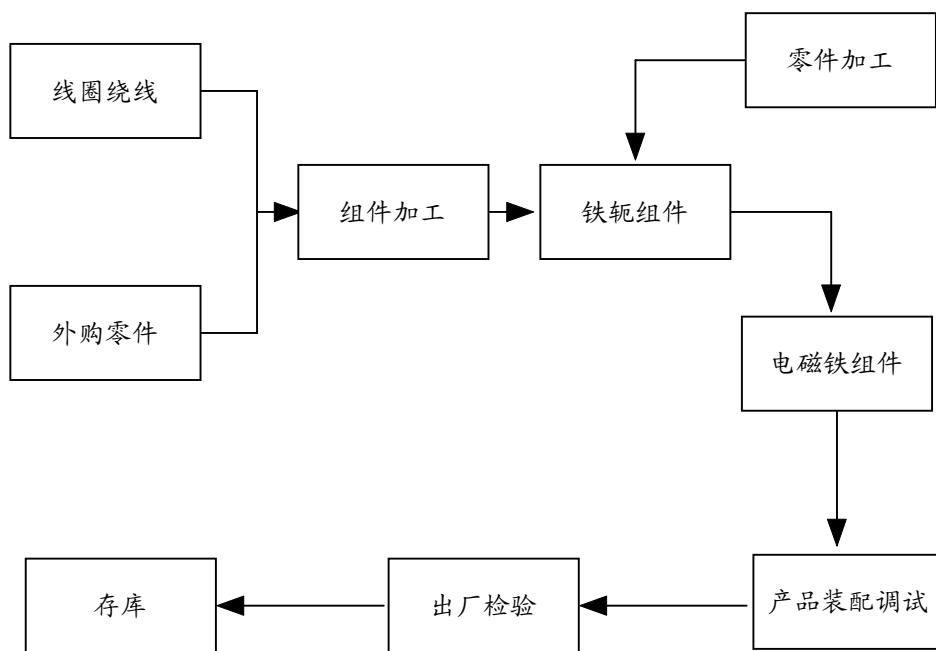 零件加工
线圈绕线
组件加工
铁轭组件
外购零件
电磁铁组件
存库
出厂检验
产品装配调试